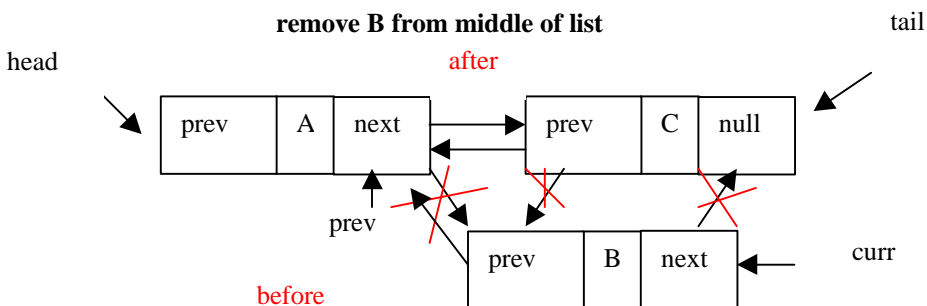 remove B from middle of list
tail
head
after
prev A next
prev C null
prev
prev B next
curr
before